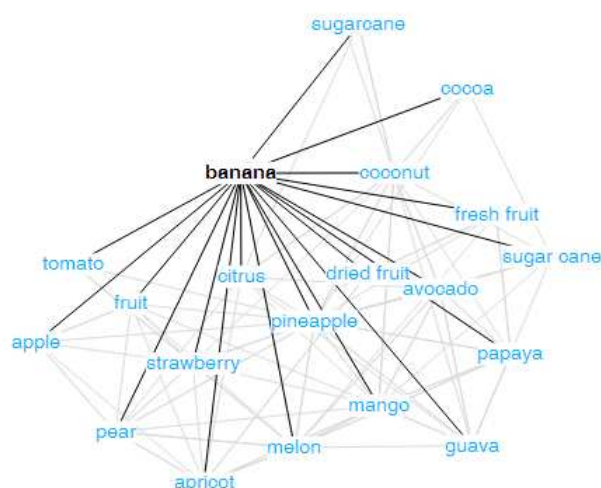 sugarcane
cocoa
banana
coconut
fresh fruit
sugar cane
tomato
citrus
dried fruit
avocado
fruit
pineapple
apple
strawberry
papaya
mango
pear
melon
guava
apricot